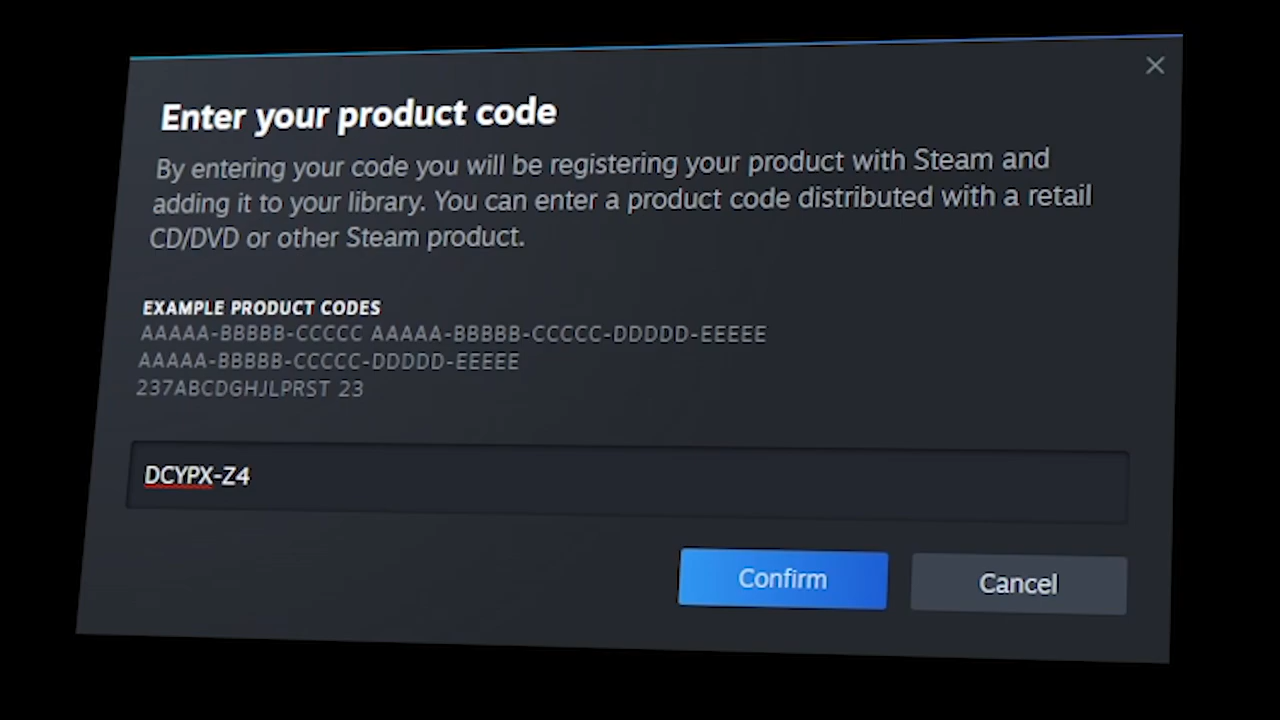 Enter your product code
By entering your code you will be registering your product with Steam and
adding it to your library. You can enter a product code distributed with a retail
CD/DVD or other Steam product.
EXAMPLE PRODUCT CODES
AAAAA-BBBBB-CCCCC AAAAA-BBBBB-CCCCC-DDDDD-EEEEE
AAAAA-BBBBB-CCCCC-DDDDD-EEEEE
237ABCDGHJLPRST 23
DCYPX-Z4
Confirm Cancel